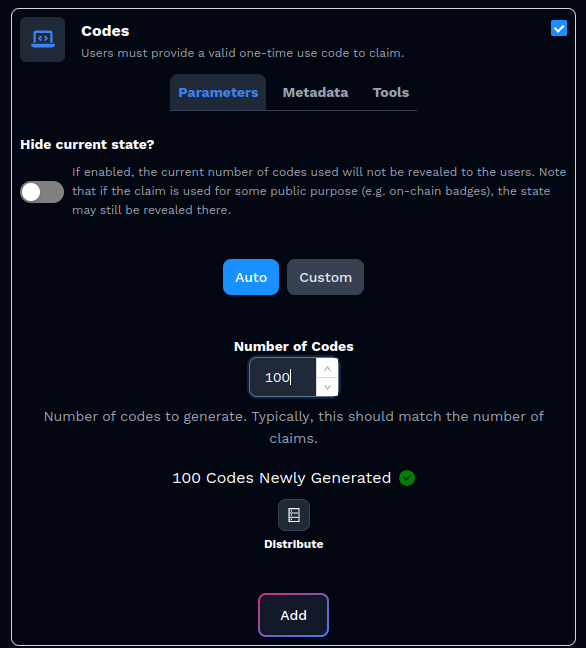 Codes
Users must provide a valid one-time use code to claim.
Parameters Metadata Tools
Hide current state?
If enabled, the current number of codes used will not be revealed to the users. Note
that if the claim is used for some public purpose (e.g. on-chain badges), the state
may still be revealed there.
Auto Custom
Number of Codes
100
Number of codes to generate. Typically, this should match the number of
claims.
100 Codes Newly Generated
Distribute
Add